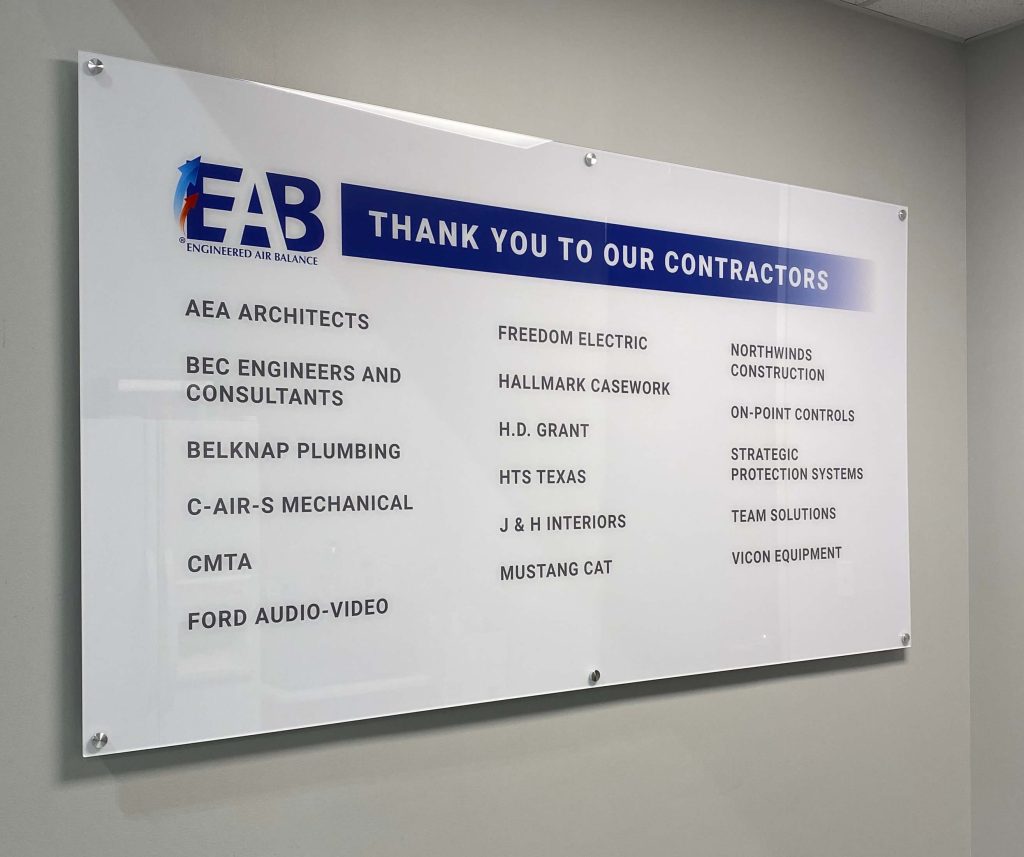 EAB
® ENGINEERED AIR BALANCE
THANK YOU TO OUR CONTRACTORS
AEA ARCHITECTS
BEC ENGINEERS AND
CONSULTANTS
BELKNAP PLUMBING
C-AIR-S MECHANICAL
CMTA
FORD AUDIO-VIDEO
FREEDOM ELECTRIC
HALLMARK CASEWORK
H.D. GRANT
HTS TEXAS
J & H INTERIORS
MUSTANG CAT
NORTHWINDS
CONSTRUCTION
ON-POINT CONTROLS
STRATEGIC
PROTECTION SYSTEMS
TEAM SOLUTIONS
VICON EQUIPMENT